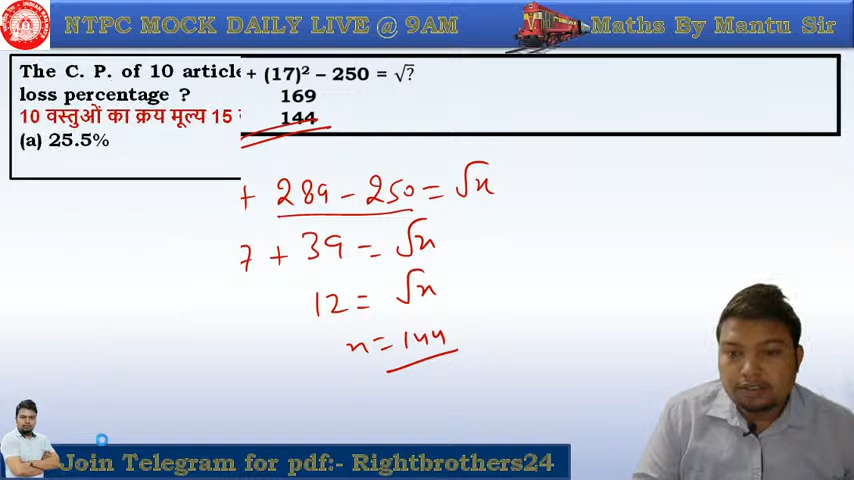 NTPC MOCK DAILY LIVE @ 9AM
Maths By Mantu Sir
The C. P. of 10 article
loss percentage ?
10 वस्तुओं का क्रय मूल्य 15
(a) 25.5%
+ (17)² – 250 = √?
169
144
+ 289 – 250 = √x
7 + 39 = √x
12 = √x
x = 144
Join Telegram for pdf:- Rightbrothers24